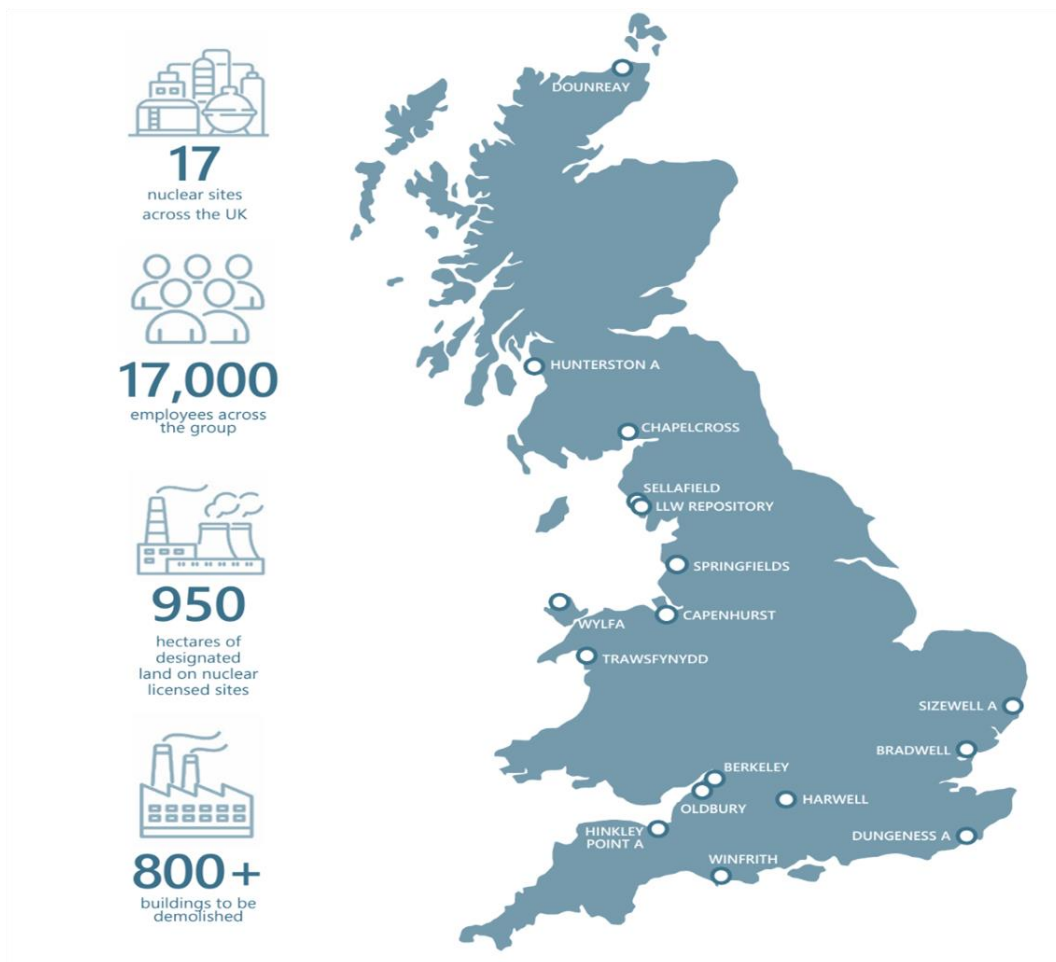 17
nuclear sites
across the UK
17,000
employees across
the group
950
hectares of
designated
land on nuclear
licensed sites
800+
buildings to be
demolished
DOUNREAY
HUNTERSTON A
CHAPELCROSS
SELLAFIELD
LLW REPOSITORY
SPRINGFIELDS
CAPENHURST
WYLFA
TRAWSFYNYDD
SIZEWELL A
BRADWELL
BERKELEY
OLDBURY
HARWELL
HINKLEY
POINT A
DUNGENESS A
WINFRITH